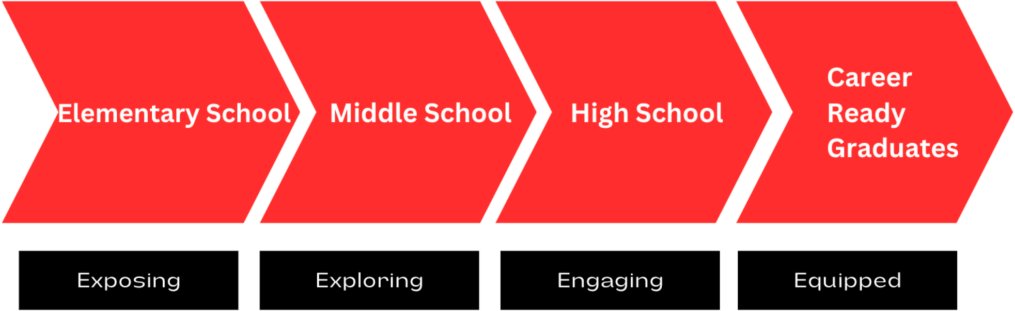 Elementary School
Middle School
High School
Career
Ready
Graduates
Exposing
Exploring
Engaging
Equipped